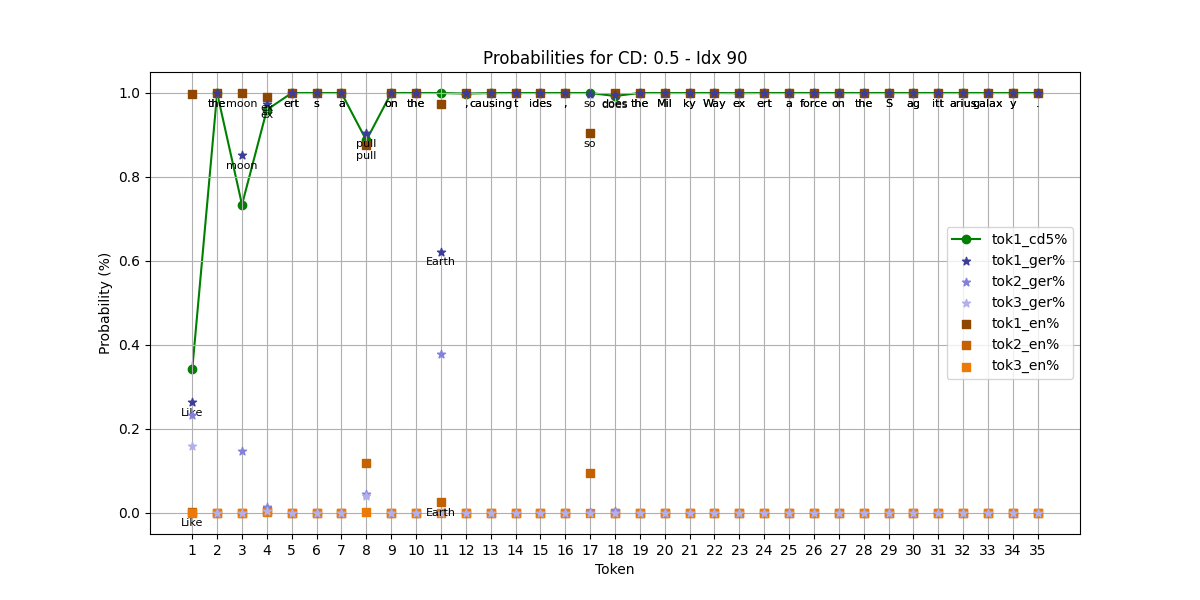 Probabilities for CD: 0.5 - Idx 90
1.0
0.8
0.6
0.4
0.2
0.0
Probability (%)
the moon ert s a on the , causing t ides , so does the Mil ky Way ex ert a force on the S ag itt arius galax y .
ex
pull
pull
so
moon
Earth
Like
Earth
Like
tok1_cd5%
tok1_ger%
tok2_ger%
tok3_ger%
tok1_en%
tok2_en%
tok3_en%
1 2 3 4 5 6 7 8 9 10 11 12 13 14 15 16 17 18 19 20 21 22 23 24 25 26 27 28 29 30 31 32 33 34 35
Token